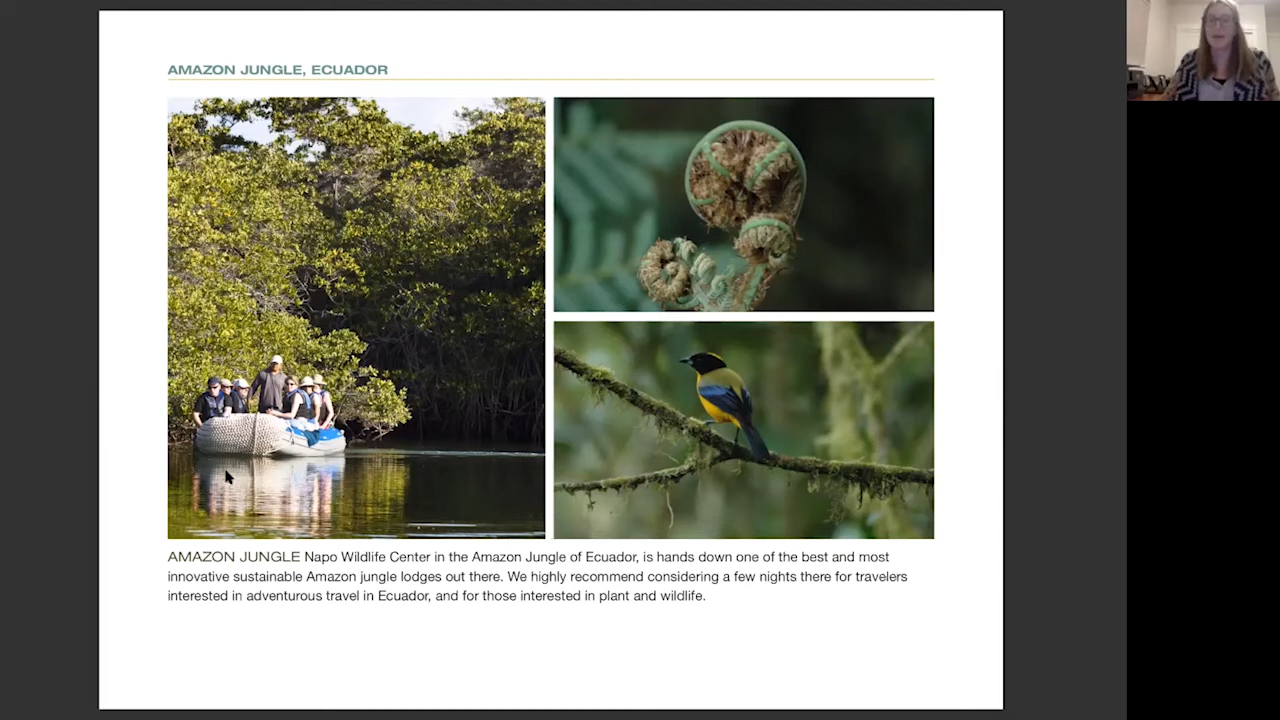 AMAZON JUNGLE, ECUADOR
AMAZON JUNGLE Napo Wildlife Center in the Amazon Jungle of Ecuador, is hands down one of the best and most
innovative sustainable Amazon jungle lodges out there. We highly recommend considering a few nights there for travelers
interested in adventurous travel in Ecuador, and for those interested in plant and wildlife.